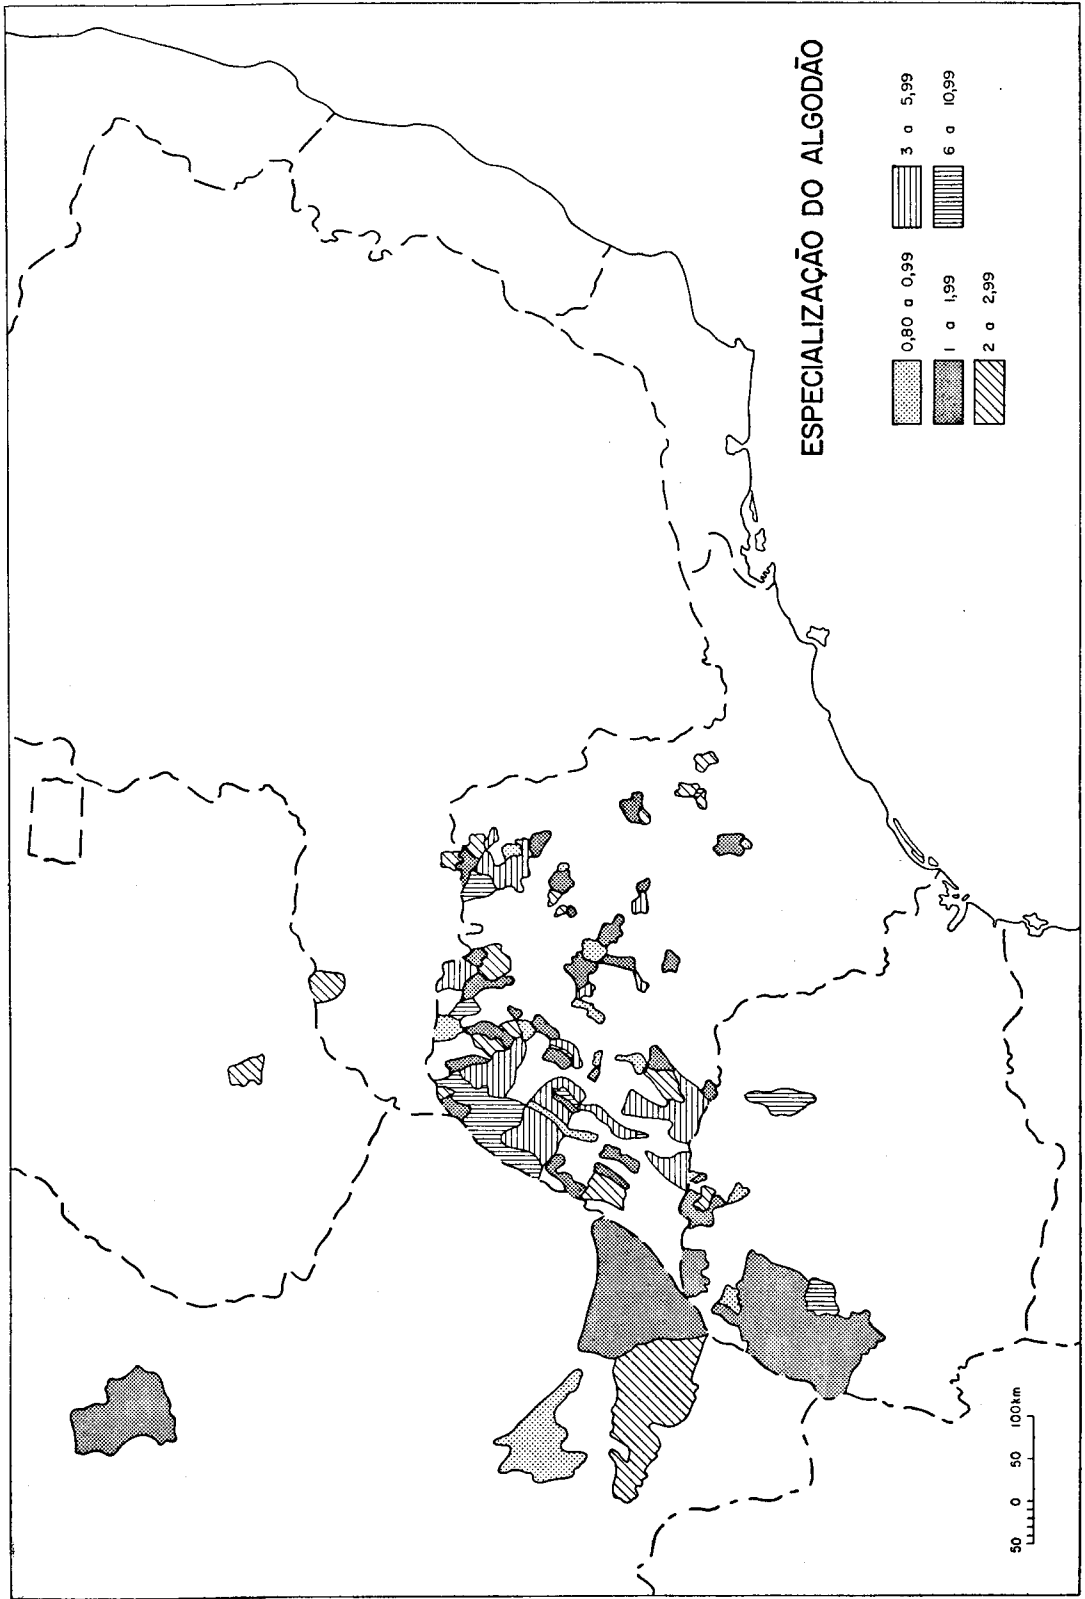 ESPECIALIZAÇÃO DO ALGODÃO
0,80 a 0,99
1 a 1,99
2 a 2,99
3 a 5,99
6 a 10,99
50 0 50 100km